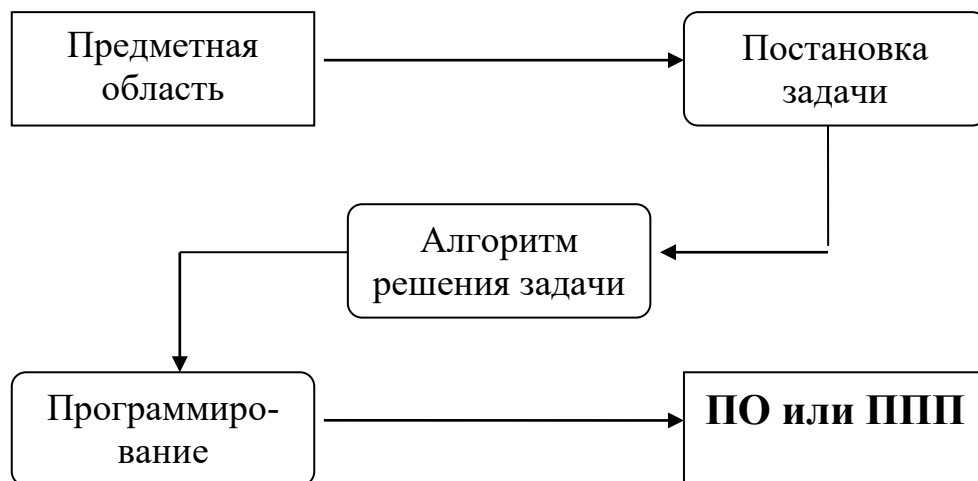 Предметная
область
Постановка
задачи
Алгоритм
решения задачи
Программиро-
вание
ПО или ППП